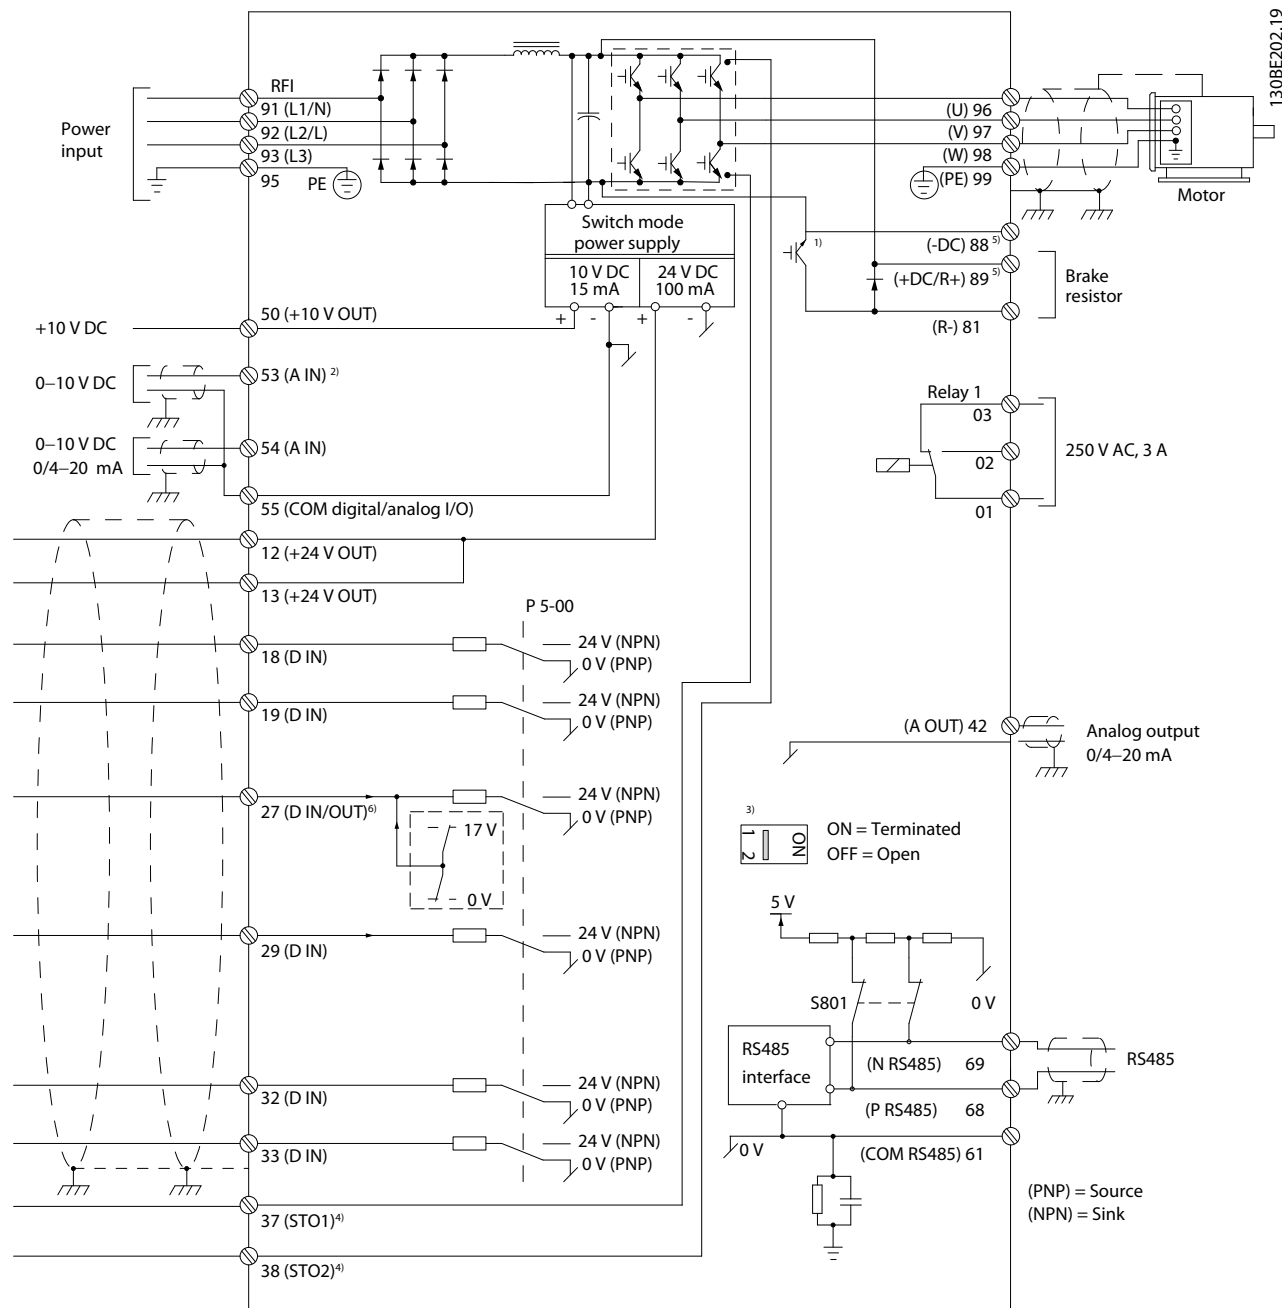 130BE202.19
RFI
Power
input
91 (L1/N)
92 (L2/L)
93 (L3)
95
PE
(U) 96
(V) 97
(W) 98
(PE) 99
Motor
Switch mode
power supply
10 V DC
15 mA
24 V DC
100 mA
+ - + -
1)
(-DC) 88 5)
(+DC/R+) 89 5)
(R-) 81
Brake
resistor
+10 V DC
50 (+10 V OUT)
0–10 V DC
53 (A IN) 2)
0–10 V DC
0/4–20 mA
54 (A IN)
55 (COM digital/analog I/O)
12 (+24 V OUT)
13 (+24 V OUT)
Relay 1
03
02
01
250 V AC, 3 A
P 5-00
18 (D IN)
24 V (NPN)
0 V (PNP)
19 (D IN)
24 V (NPN)
0 V (PNP)
27 (D IN/OUT) 6)
24 V (NPN)
0 V (PNP)
17 V
0 V
29 (D IN)
24 V (NPN)
0 V (PNP)
32 (D IN)
24 V (NPN)
0 V (PNP)
33 (D IN)
24 V (NPN)
0 V (PNP)
37 (STO1) 4)
38 (STO2) 4)
(A OUT) 42
Analog output
0/4–20 mA
3)
1 2
ON
ON = Terminated
OFF = Open
5 V
S801
0 V
RS485
interface
(N RS485) 69
(P RS485) 68
RS485
0 V
(COM RS485) 61
(PNP) = Source
(NPN) = Sink